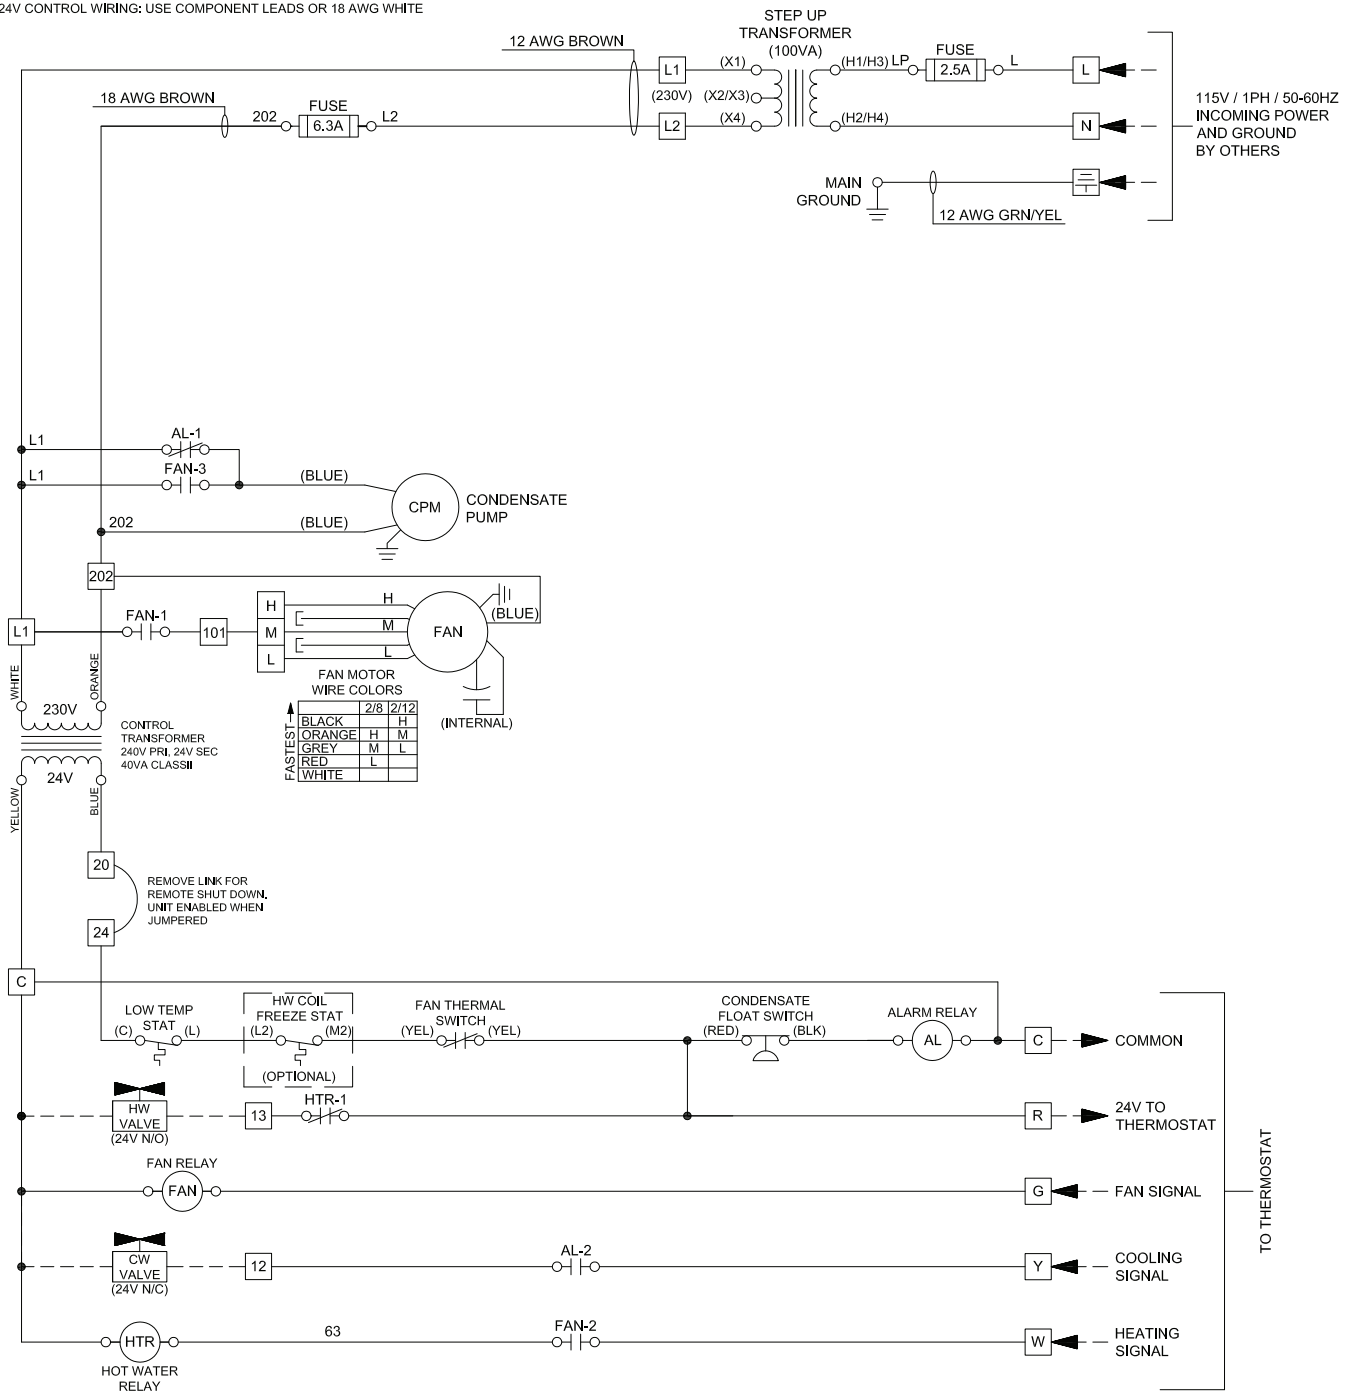 24V CONTROL WIRING: USE COMPONENT LEADS OR 18 AWG WHITE
STEP UP
TRANSFORMER
(100VA)
12 AWG BROWN
FUSE
L1
(X1)
(H1/H3)
LP
2.5A
L
L
18 AWG BROWN
(230V)
(X2/X3)
115V / 1PH / 50-60HZ
INCOMING POWER
AND GROUND
BY OTHERS
FUSE
202
6.3A
L2
L2
(X4)
(H2/H4)
N
MAIN
GROUND
12 AWG GRN/YEL
L1
AL-1
L1
FAN-3
(BLUE)
CPM
CONDENSATE
PUMP
202
(BLUE)
202
L1
FAN-1
101
H
M
L
H
M
L
FAN
(BLUE)
(INTERNAL)
WHITE
ORANGE
230V
CONTROL
TRANSFORMER
240V PRI, 24V SEC
40VA CLASSII
24V
YELLOW
BLUE
FAN MOTOR
WIRE COLORS
FASTEST
2/8 2/12
BLACK H
ORANGE H M
GREY M L
RED L
WHITE
20
REMOVE LINK FOR
REMOTE SHUT DOWN.
UNIT ENABLED WHEN
JUMPERED
24
C
LOW TEMP
STAT
(C) (L)
HW COIL
FREEZE STAT
(L2) (M2)
(OPTIONAL)
FAN THERMAL
SWITCH
(YEL) (YEL)
CONDENSATE
FLOAT SWITCH
(RED) (BLK)
ALARM RELAY
AL
C
COMMON
HW
VALVE
(24V N/O)
13
HTR-1
R
24V TO
THERMOSTAT
FAN RELAY
FAN
G
FAN SIGNAL
CW
VALVE
(24V N/C)
12
AL-2
Y
COOLING
SIGNAL
HTR
HOT WATER
RELAY
63
FAN-2
W
HEATING
SIGNAL
TO THERMOSTAT